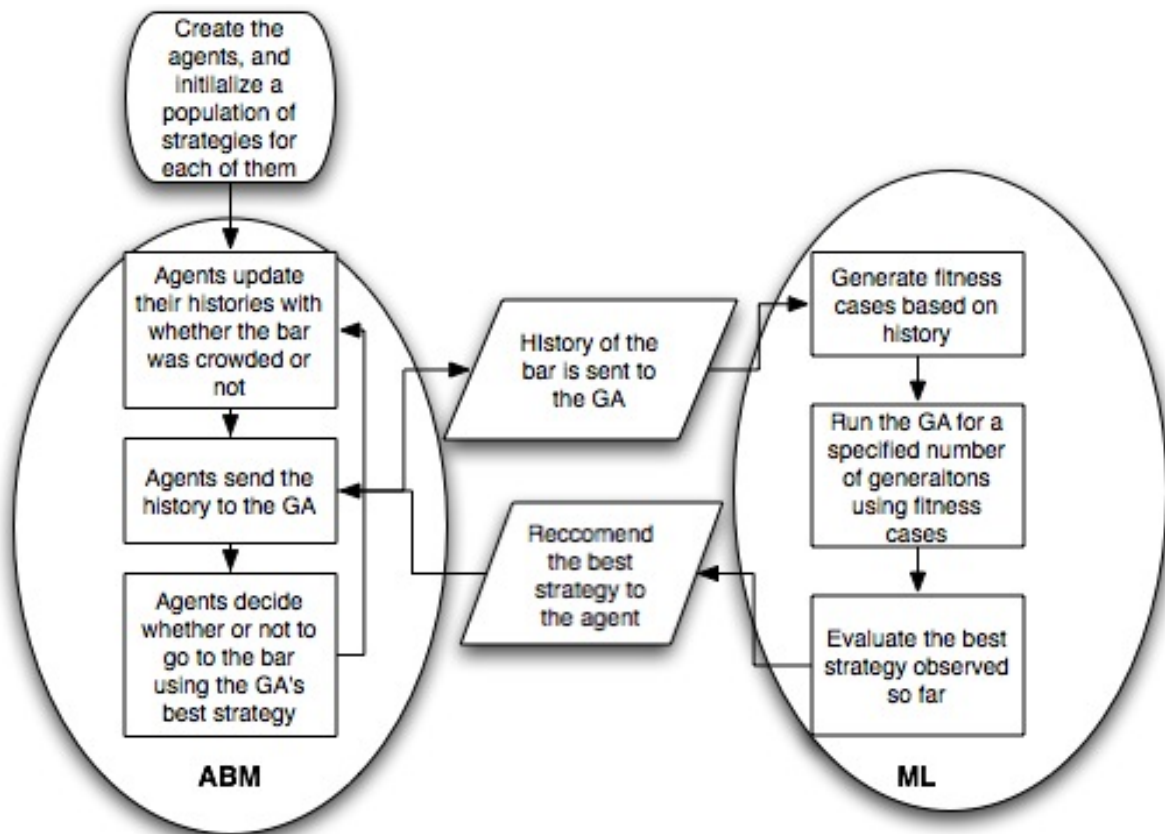 Create the
agents, and
initilalize a
population of
strategies for
each of them
Agents update
their histories with
whether the bar
was crowded or
not
Agents send the
history to the GA
Agents decide
whether or not to
go to the bar
using the GA's
best strategy
ABM
HIstory of the
bar is sent to
the GA
Reccomend
the best
strategy to
the agent
Generate fitness
cases based on
history
Run the GA for a
specified number
of generaltons
using fitness
cases
Evaluate the best
strategy observed
so far
ML